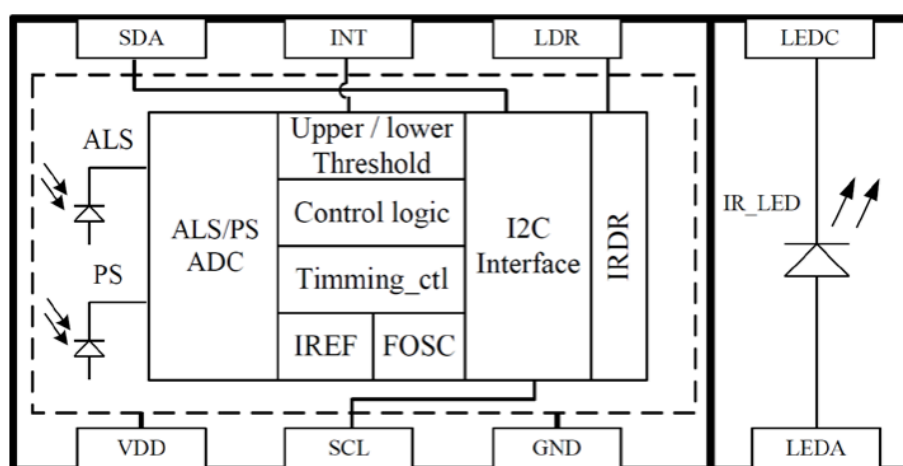 SDA
INT
LDR
LEDC
ALS
PS
ALS/PS
ADC
Upper / lower
Threshold
Control logic
Timming_ctl
IREF
FOSC
I2C
Interface
IRDR
IR_LED
VDD
SCL
GND
LEDA